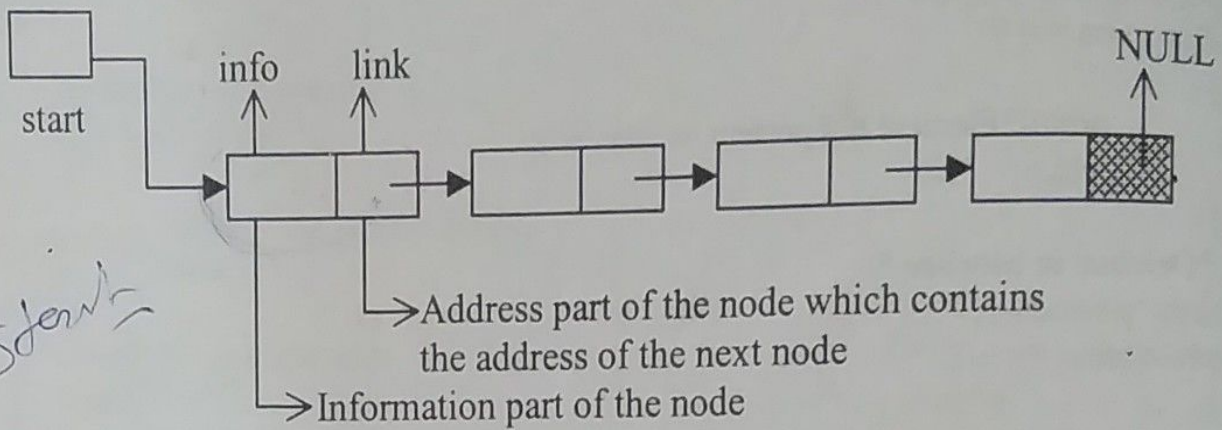 NULL
info link
start
Address part of the node which contains
the address of the next node
Information part of the node